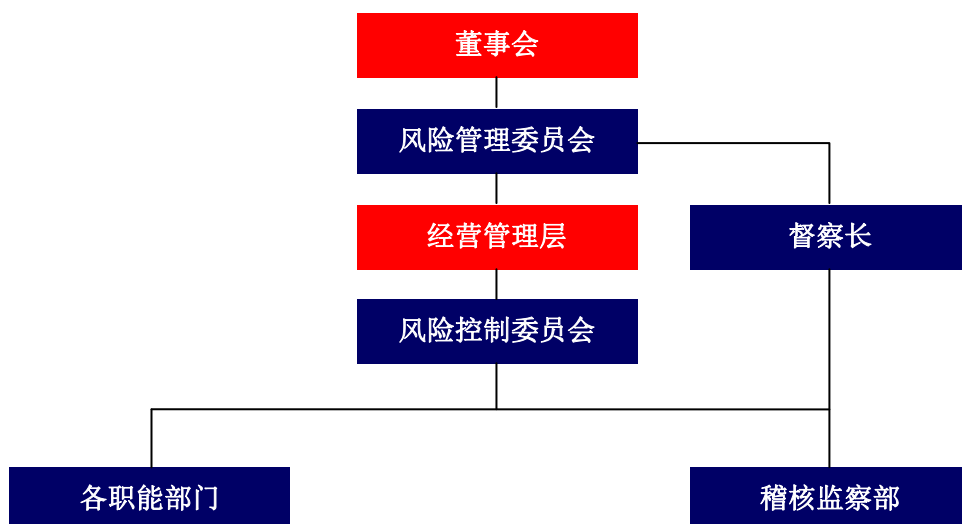 董事会
风险管理委员会
经营管理层
督察长
风险控制委员会
各职能部门
稽核监察部